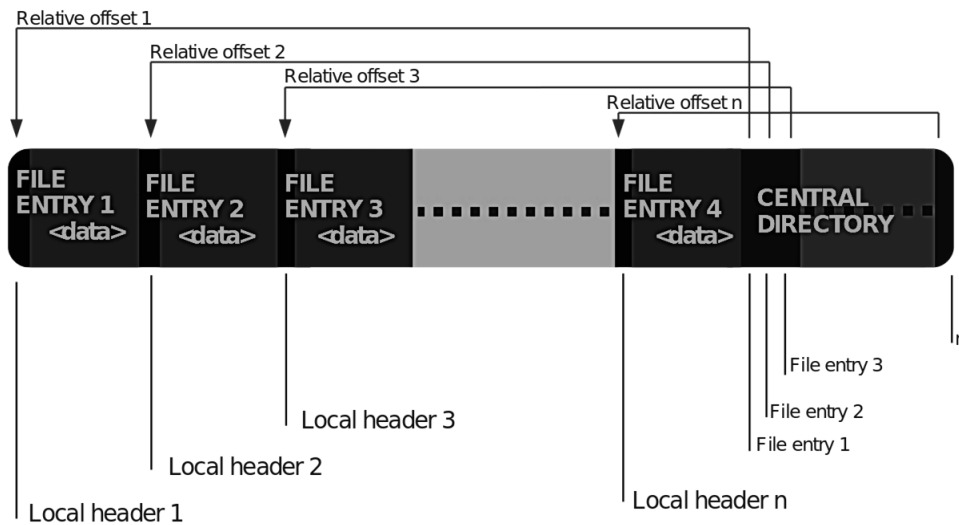 Relative offset 1
Relative offset 2
Relative offset 3
Relative offset n
FILE
ENTRY 1
<data>
FILE
ENTRY 2
<data>
FILE
ENTRY 3
<data>
FILE
ENTRY 4
<data>
CENTRAL
DIRECTORY
File entry 3
File entry 2
File entry 1
Local header 3
Local header 2
Local header n
Local header 1